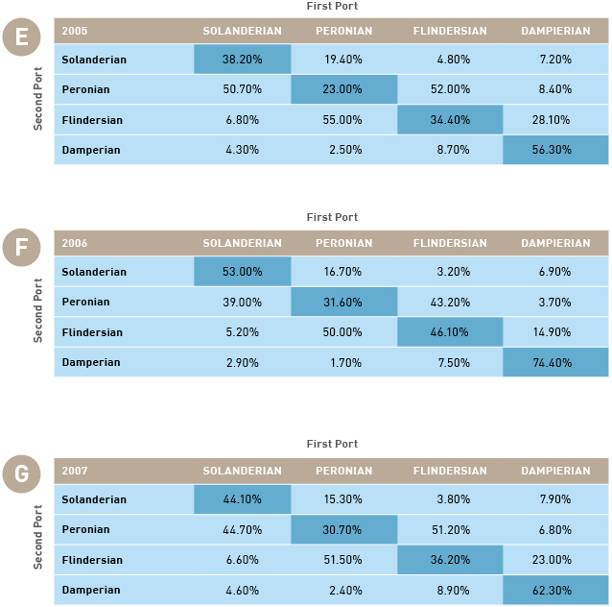 First Port
E
2005 SOLANDERIAN PERONIAN FLINDERSIAN DAMPIERIAN
Second Port
Solanderian 38.20% 19.40% 4.80% 7.20%
Peronian 50.70% 23.00% 52.00% 8.40%
Flindersian 6.80% 55.00% 34.40% 28.10%
Damperian 4.30% 2.50% 8.70% 56.30%
First Port
F
2006 SOLANDERIAN PERONIAN FLINDERSIAN DAMPIERIAN
Second Port
Solanderian 53.00% 16.70% 3.20% 6.90%
Peronian 39.00% 31.60% 43.20% 3.70%
Flindersian 5.20% 50.00% 46.10% 14.90%
Damperian 2.90% 1.70% 7.50% 74.40%
First Port
G
2007 SOLANDERIAN PERONIAN FLINDERSIAN DAMPIERIAN
Second Port
Solanderian 44.10% 15.30% 3.80% 7.90%
Peronian 44.70% 30.70% 51.20% 6.80%
Flindersian 6.60% 51.50% 36.20% 23.00%
Damperian 4.60% 2.40% 8.90% 62.30%